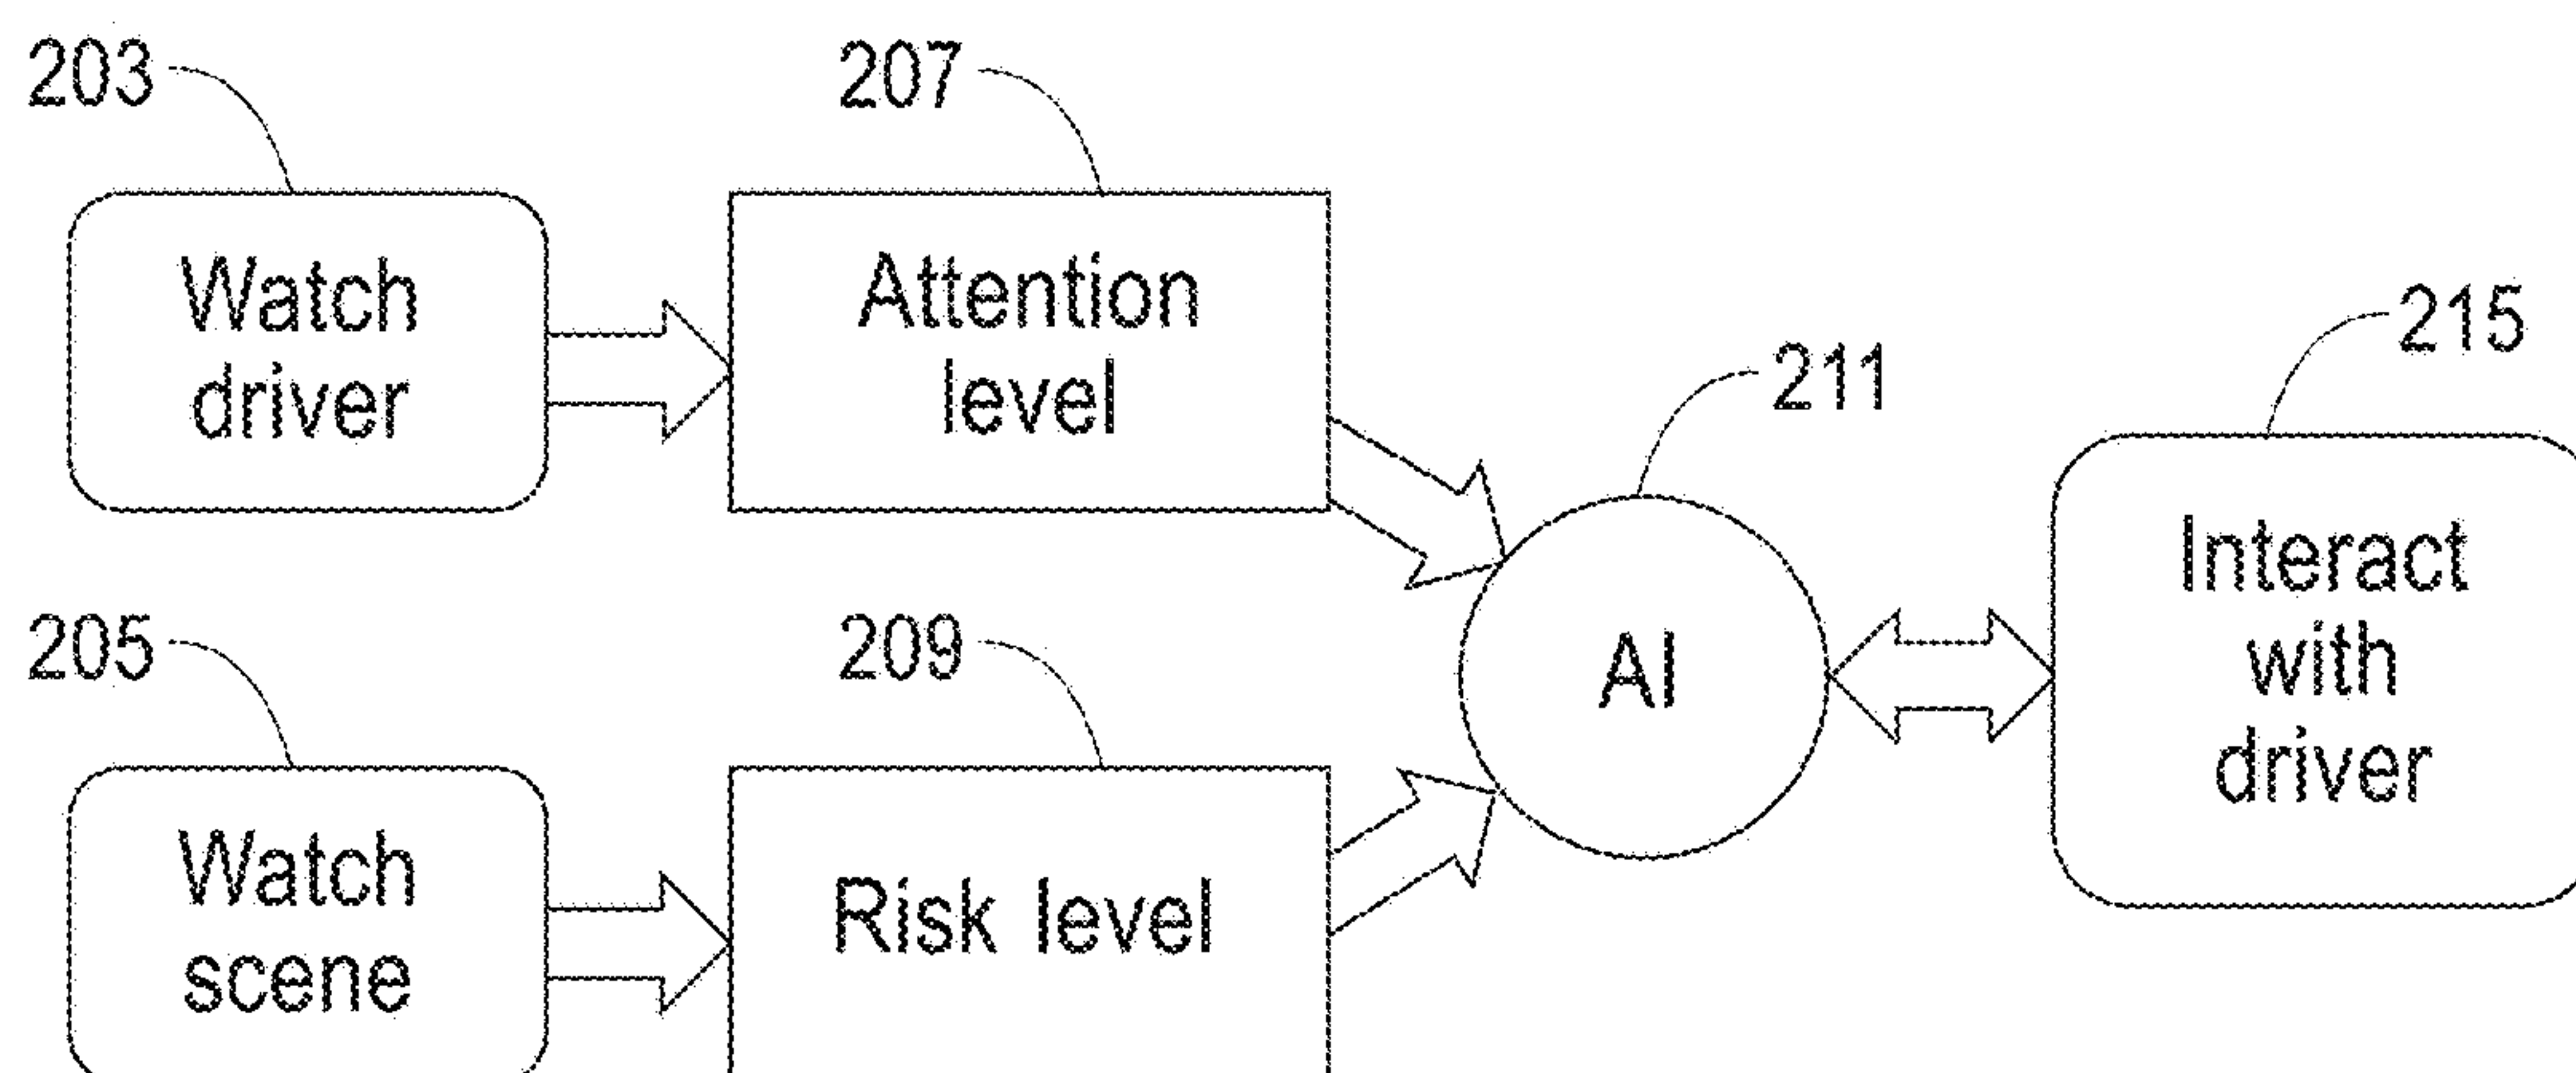 203
207
Watch
driver
Attention
level
211
215
205
209
AI
Interact
with
driver
Watch
scene
Risk level